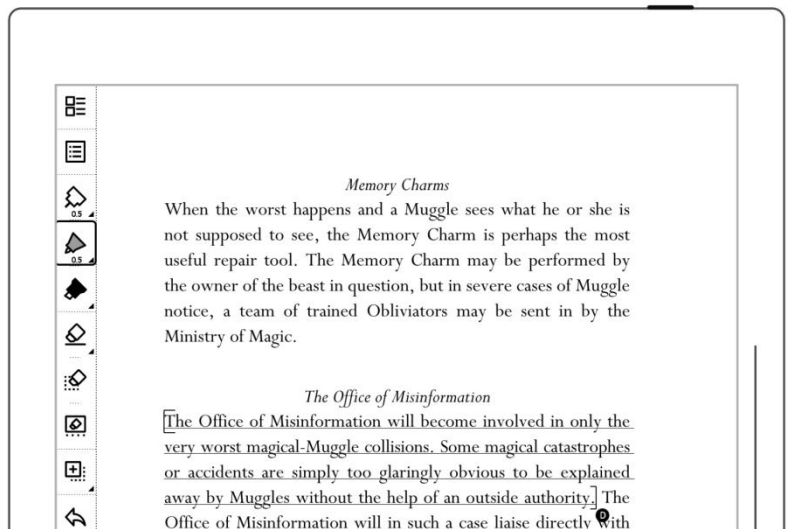 0.5
0.5
Memory Charms
When the worst happens and a Muggle sees what he or she is
not supposed to see, the Memory Charm is perhaps the most
useful repair tool. The Memory Charm may be performed by
the owner of the beast in question, but in severe cases of Muggle
notice, a team of trained Obliviators may be sent in by the
Ministry of Magic.
The Office of Misinformation
The Office of Misinformation will become involved in only the
very worst magical-Muggle collisions. Some magical catastrophes
or accidents are simply too glaringly obvious to be explained
away by Muggles without the help of an outside authority. The
D
Office of Misinformation will in such a case liaise directly with